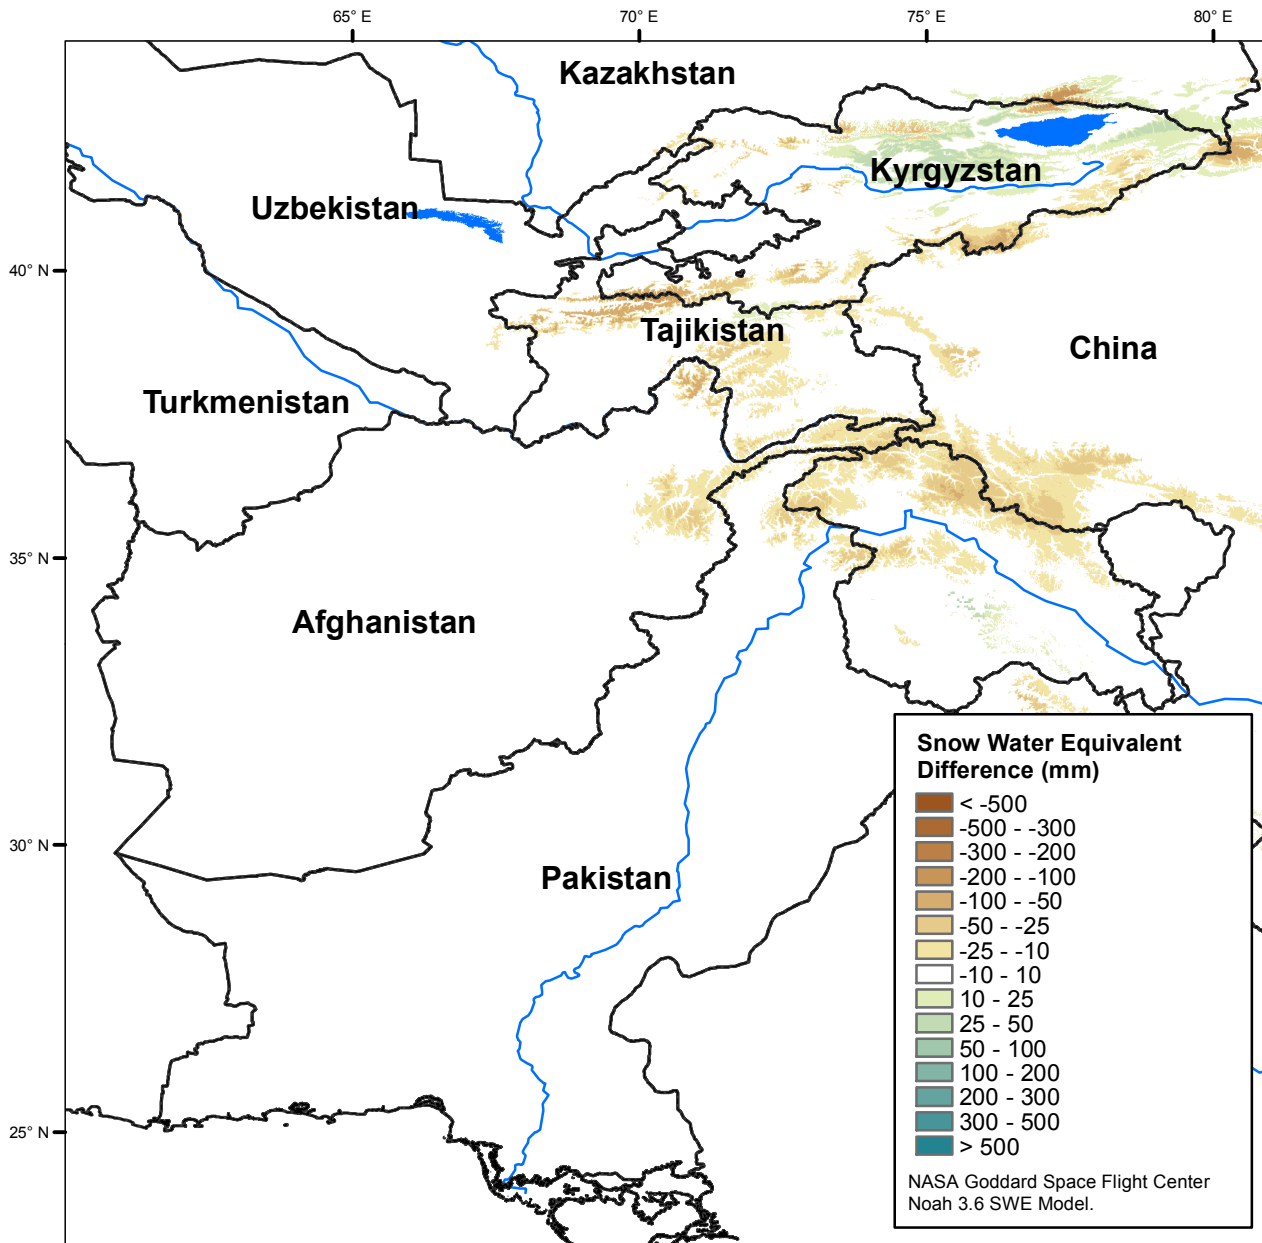 65° E
70° E
75° E
80° E
Kazakhstan
Kyrgyzstan
Uzbekistan
40° N
Tajikistan
China
Turkmenistan
35° N
Afghanistan
Snow Water Equivalent
Difference (mm)
< -500
-500 - -300
-300 - -200
-200 - -100
-100 - -50
-50 - -25
-25 - -10
-10 - 10
10 - 25
25 - 50
50 - 100
100 - 200
200 - 300
300 - 500
> 500
NASA Goddard Space Flight Center
Noah 3.6 SWE Model.
30° N
Pakistan
25° N